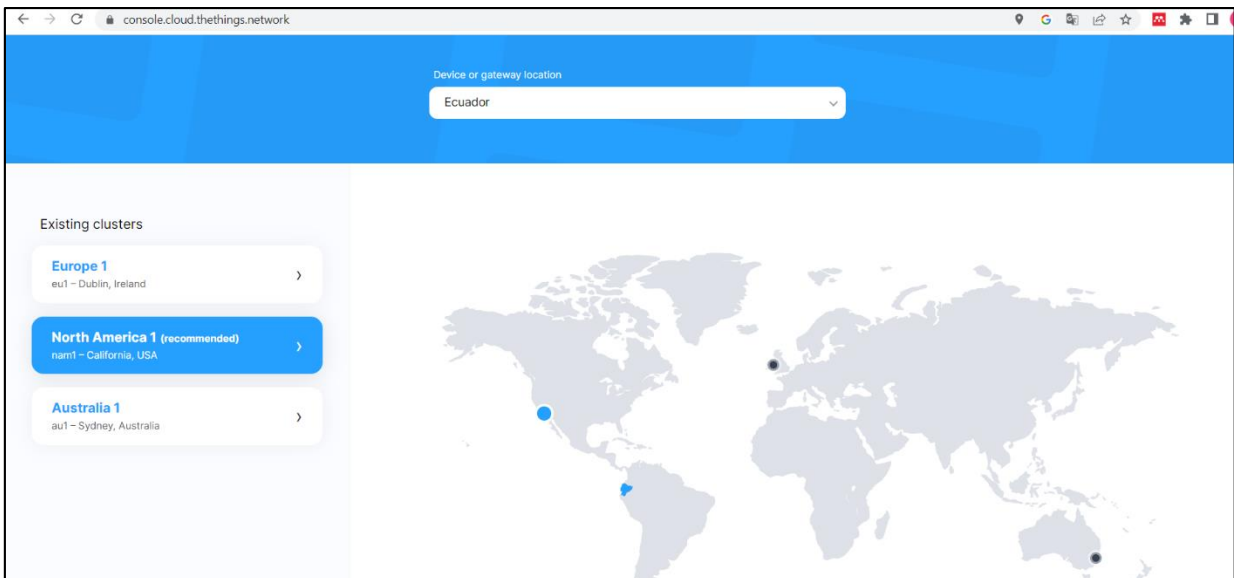 console.cloud.thethings.network
Device or gateway location
Ecuador
Existing clusters
Europe 1
eu1 – Dublin, Ireland
North America 1 (recommended)
nam1 – California, USA
Australia 1
au1 – Sydney, Australia